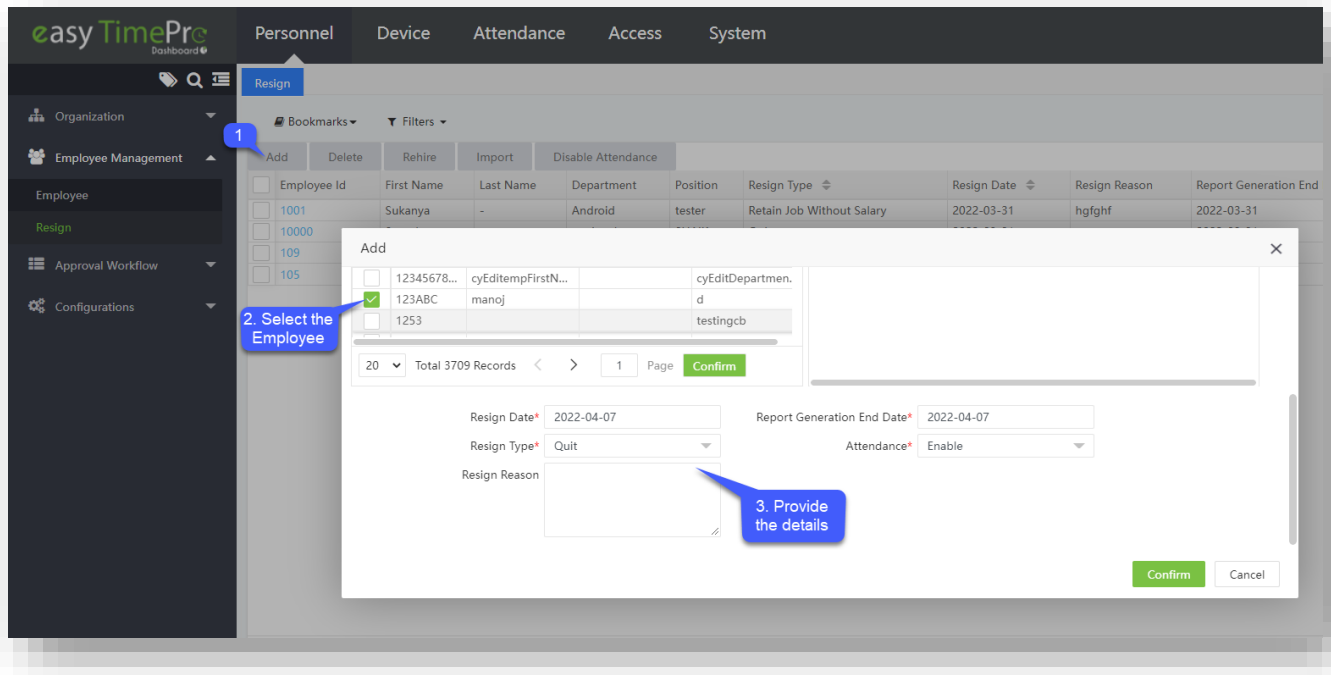 easy TimePro
Dashboard
Personnel Device Attendance Access System
Resign
Organization
Employee Management
Employee
Resign
Approval Workflow
Configurations
Bookmarks Filters
1
Add Delete Rehire Import Disable Attendance
Employee Id First Name Last Name Department Position Resign Type Resign Date Resign Reason Report Generation End
1001 Sukanya - Android tester Retain Job Without Salary 2022-03-31 hgfghf 2022-03-31
10000
109
105
Add
12345678... cyEditempFirstN... cyEditDepartmen.
123ABC manoj d
1253 testingcb
2. Select the
Employee
20 Total 3709 Records < > 1 Page Confirm
Resign Date* 2022-04-07 Report Generation End Date* 2022-04-07
Resign Type* Quit Attendance* Enable
Resign Reason
3. Provide
the details
Confirm Cancel